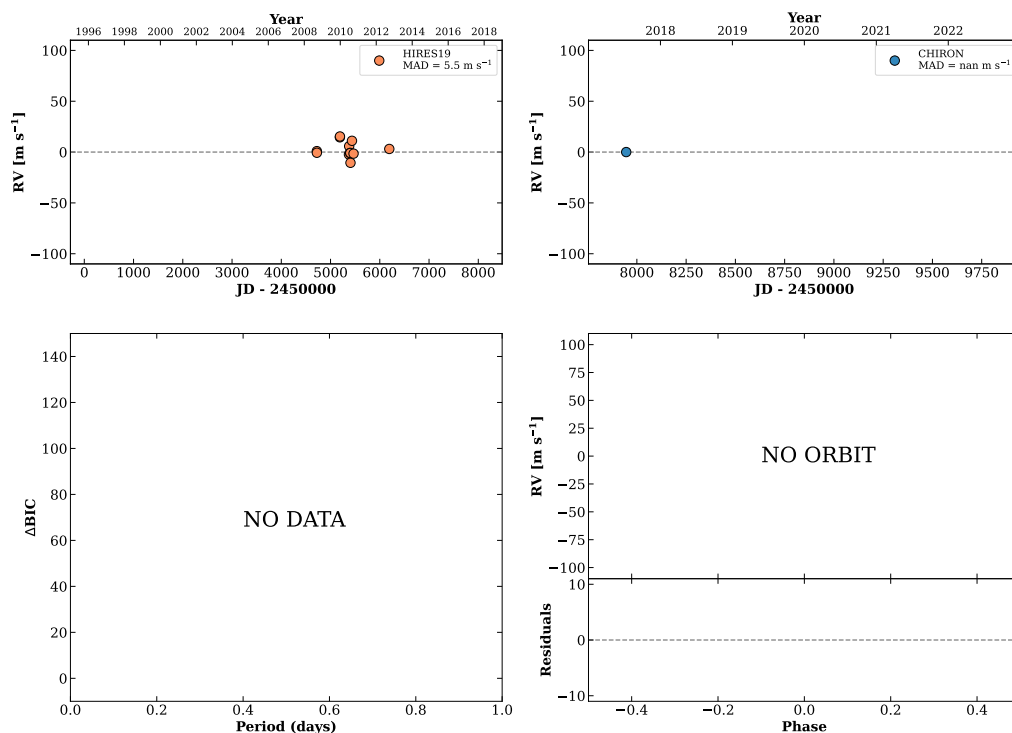 Year
1996 1998 2000 2002 2004 2006 2008 2010 2012 2014 2016 2018
100
50
0
−50
−100
RV [m s⁻¹]
HIRES19
MAD = 5.5 m s⁻¹
0 1000 2000 3000 4000 5000 6000 7000 8000
JD - 2450000
Year
2018 2019 2020 2021 2022
100
50
0
−50
−100
RV [m s⁻¹]
CHIRON
MAD = nan m s⁻¹
8000 8250 8500 8750 9000 9250 9500 9750
JD - 2450000
140
120
100
80
60
40
20
0
ΔBIC
NO DATA
0.0 0.2 0.4 0.6 0.8 1.0
Period (days)
100
75
50
25
0
−25
−50
−75
−100
RV [m s⁻¹]
NO ORBIT
10
0
−10
Residuals
−0.4 −0.2 0.0 0.2 0.4
Phase